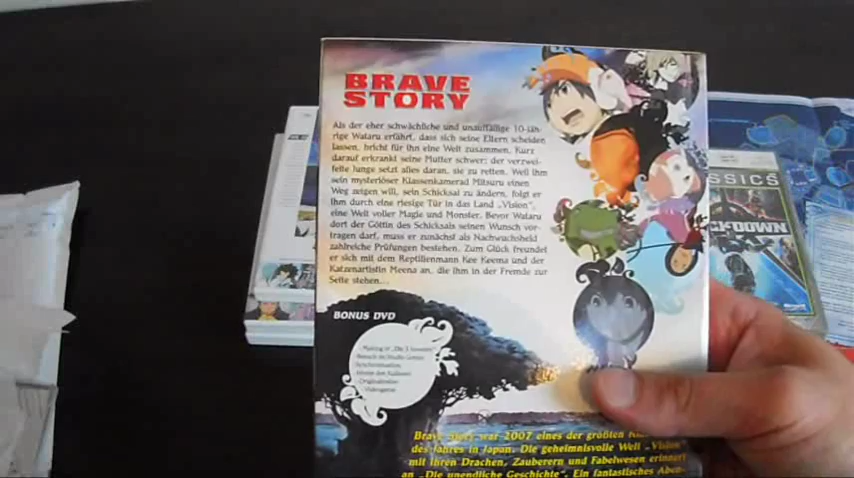 BRAVE
STORY
Als der eher schwächliche und unauffällige 10-jäh-
rige Wataru erfährt, dass sich seine Eltern scheiden
lassen, bricht für ihn eine Welt zusammen. Kurz
darauf erkrankt seine Mutter schwer: der verzwei-
felte Junge setzt alles daran, sie zu retten. Weil ihm
sein mysteriöser Klassenkamerad Mitsuru einen
Weg zeigen will, sein Schicksal zu ändern, folgt er
ihm durch eine riesige Tür in das Land „Vision",
eine Welt voller Magie und Monster. Bevor Wataru
dort der Göttin des Schicksals seinen Wunsch vor-
tragen darf, muss er zunächst als Nachwuchsheld
zahlreiche Prüfungen bestehen. Zum Glück freundet
er sich mit dem Reptilienmann Kee Keema und der
Katzenartistin Meena an, die ihm in der Fremde zur
Seite stehen...
BONUS DVD
Brave Story war 2007 eines der größten
des Jahres in Japan. Die geheimnisvolle Welt „Vision"
mit ihren Drachen, Zauberern und Fabelwesen erinnert
an „Die unendliche Geschichte". Ein fantastisches
CLASSICS
CKDOWN